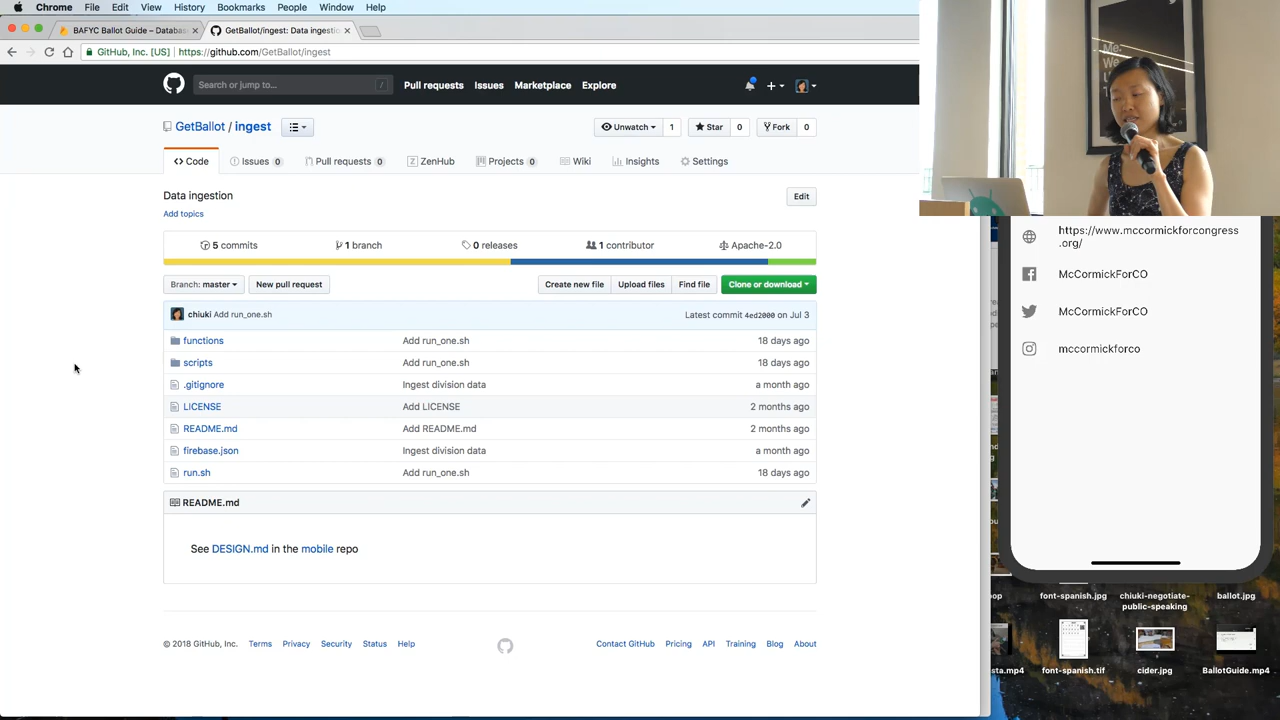 Chrome File Edit View History Bookmarks People Window Help
BAFYC Ballot Guide – Databas
GetBallot/ingest: Data ingestio
GitHub, Inc. [US] https://github.com/GetBallot/ingest
Search or jump to... /
Pull requests Issues Marketplace Explore
GetBallot / ingest
Unwatch 1 Star 0 Fork 0
Code Issues 0 Pull requests 0 ZenHub Projects 0 Wiki Insights Settings
Data ingestion
Edit
Add topics
5 commits 1 branch 0 releases 1 contributor Apache-2.0
Branch: master New pull request Create new file Upload files Find file Clone or download
chiuki Add run_one.sh Latest commit 4ed2000 on Jul 3
functions Add run_one.sh 18 days ago
scripts Add run_one.sh 18 days ago
.gitignore Ingest division data a month ago
LICENSE Add LICENSE 2 months ago
README.md Add README.md 2 months ago
firebase.json Ingest division data a month ago
run.sh Add run_one.sh 18 days ago
README.md
See DESIGN.md in the mobile repo
© 2018 GitHub, Inc. Terms Privacy Security Status Help
Contact GitHub Pricing API Training Blog About
Me:
We
https://www.mccormickforcongress
.org/
McCormickForCO
McCormickForCO
mccormickforco
font-spanish.jpg
chiuki-negotiate-
public-speaking
ballot.jpg
font-spanish.tif
cider.jpg
BallotGuide.mp4